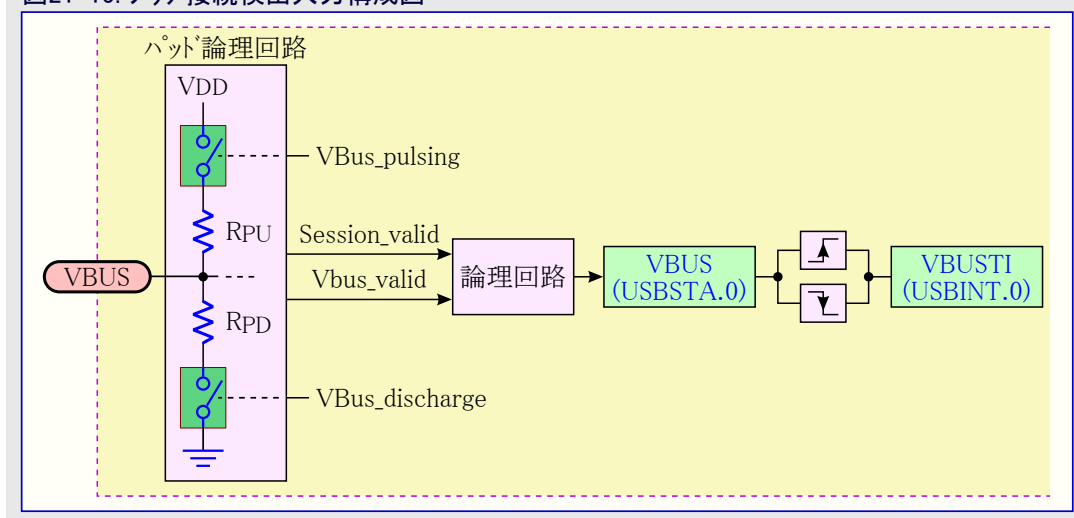 パッド論理回路
VDD
VBus_pulsing
RPU
Session_valid
VBUS
Vbus_valid
論理回路
VBUS
(USBSTA.0)
VBUSTI
(USBINT.0)
RPD
VBus_discharge